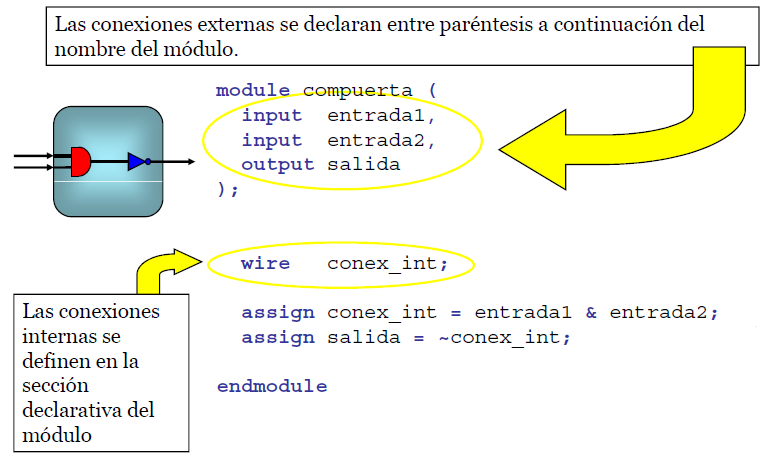 Las conexiones externas se declaran entre paréntesis a continuación del
nombre del módulo.
module compuerta (
input entrada1,
input entrada2,
output salida
);
wire conex_int;
Las conexiones
internas se
definen en la
sección
declarativa del
módulo
assign conex_int = entrada1 & entrada2;
assign salida = ~conex_int;
endmodule